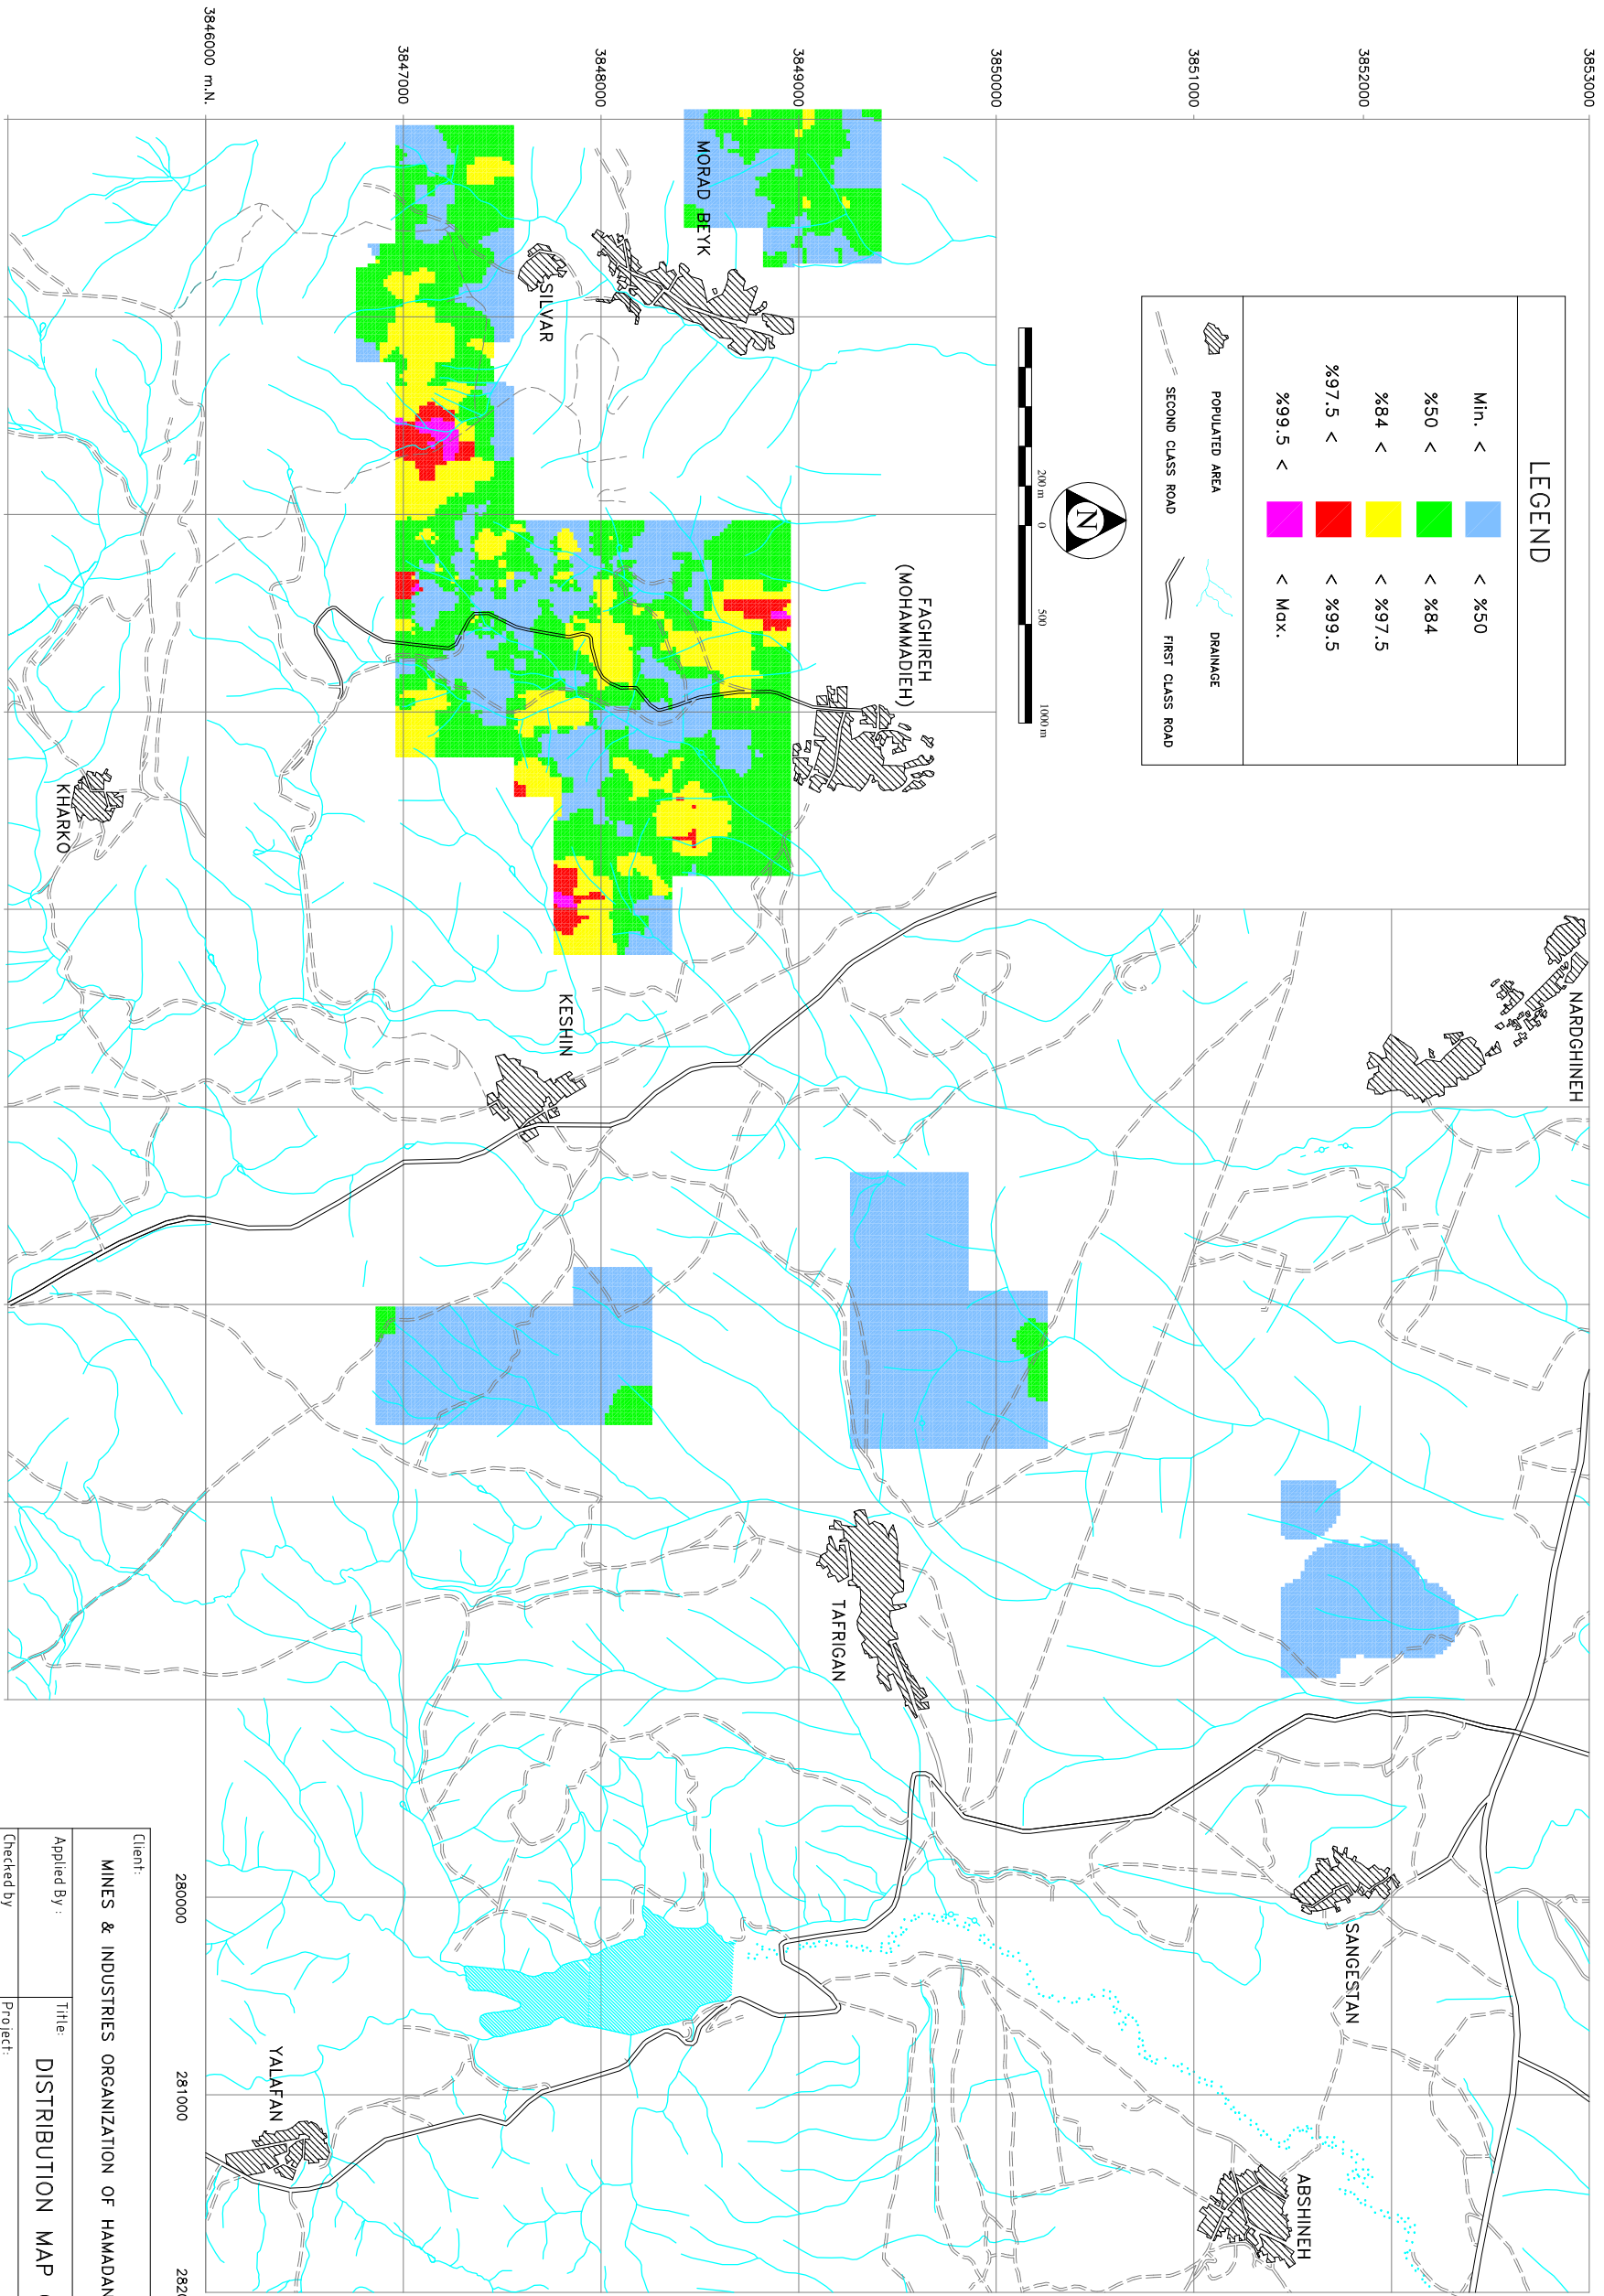 3853000
3852000
3851000
3850000
3849000
3848000
3847000
3846000 m.N.
LEGEND
Min. < < %50
%50 < < %84
%84 < < %97.5
%97.5 < < %99.5
%99.5 < < Max.
POPULATED AREA
DRAINAGE
SECOND CLASS ROAD
FIRST CLASS ROAD
N
200 m 0 500 1000 m
NARDGHINEH
FAGHIREH
(MOHAMMADIEH)
MORAD BEYK
SILVAR
KHARKO
KESHIN
TAFRIGAN
SANGESTAN
ABSHINEH
YALAFAN
280000
281000
Client:
MINES & INDUSTRIES ORGANIZATION OF HAMADAN
Applied By :
Title:
DISTRIBUTION MAP
Checked by
Project: